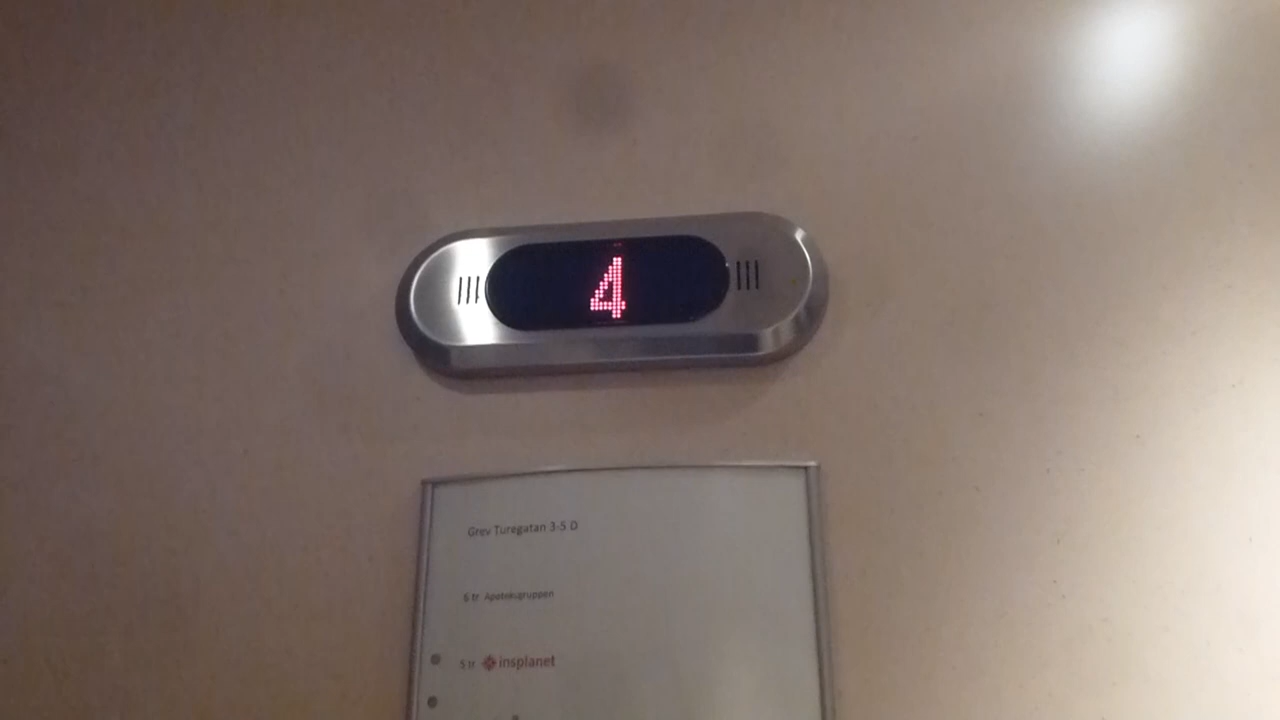 4
Grev Turegatan 3-5 D
6 tr Apoteksgruppen
5 tr insplanet